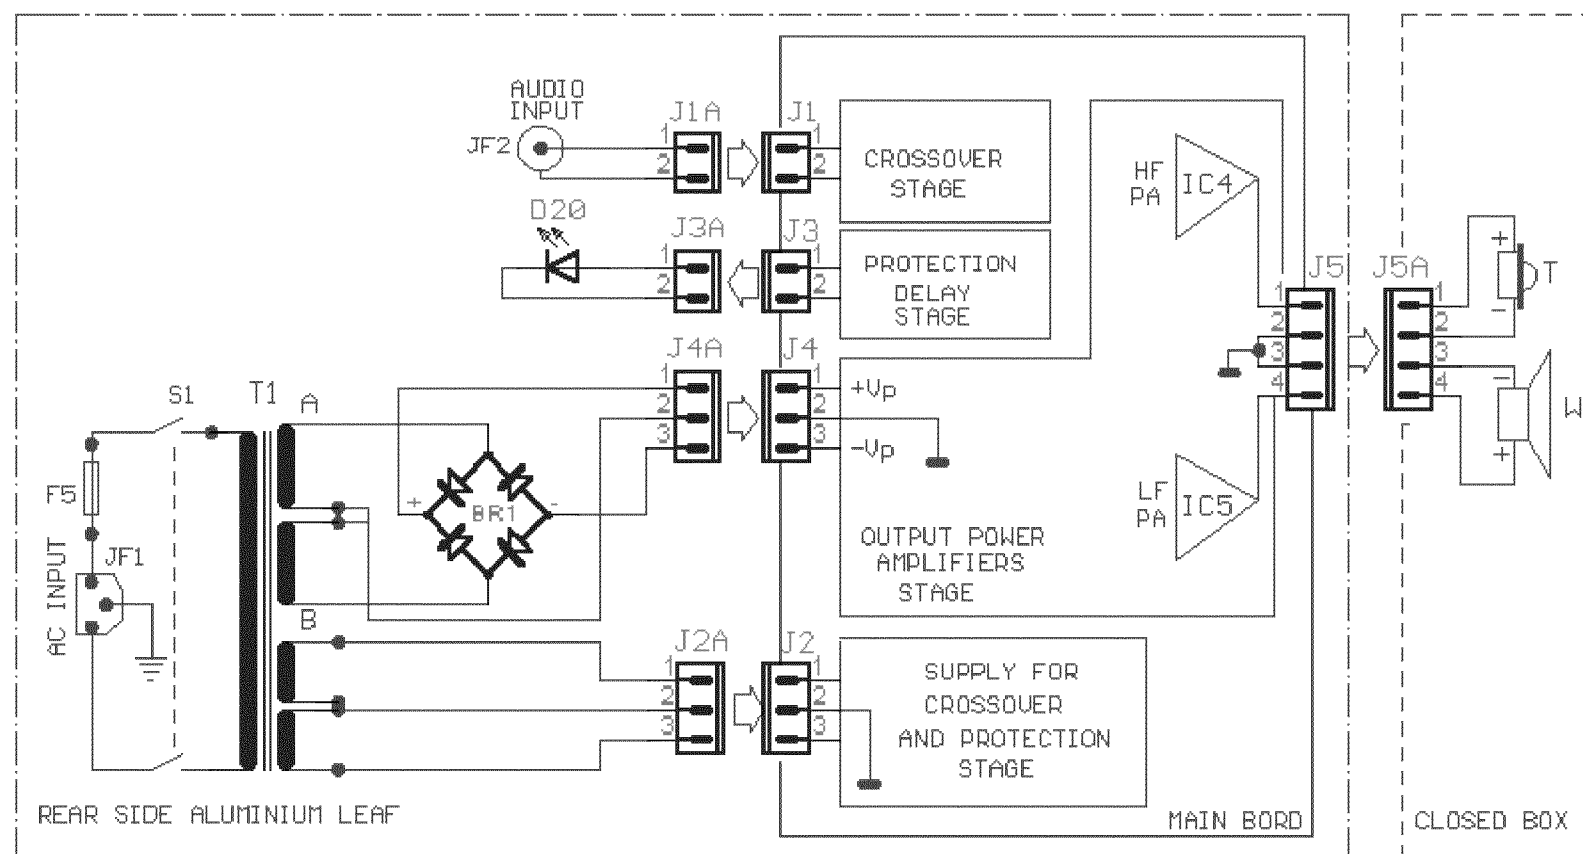 AUDIO
INPUT
JF2
J1A
1
2
J1
1
2
CROSSOVER
STAGE
HF
PA
IC4
D20
J3A
1
2
J3
1
2
PROTECTION
DELAY
STAGE
J5
1
2
3
4
J5A
1
2
3
4
+
-
T
-
+
W
J4A
1
2
3
J4
1
2
3
+Vp
-Vp
S1
T1
A
F5
+
BR1
-
LF
PA
IC5
OUTPUT POWER
AMPLIFIERS
STAGE
AC INPUT
JF1
B
J2A
1
2
3
J2
1
2
3
SUPPLY FOR
CROSSOVER
AND PROTECTION
STAGE
REAR SIDE ALUMINIUM LEAF
MAIN BORD
CLOSED BOX